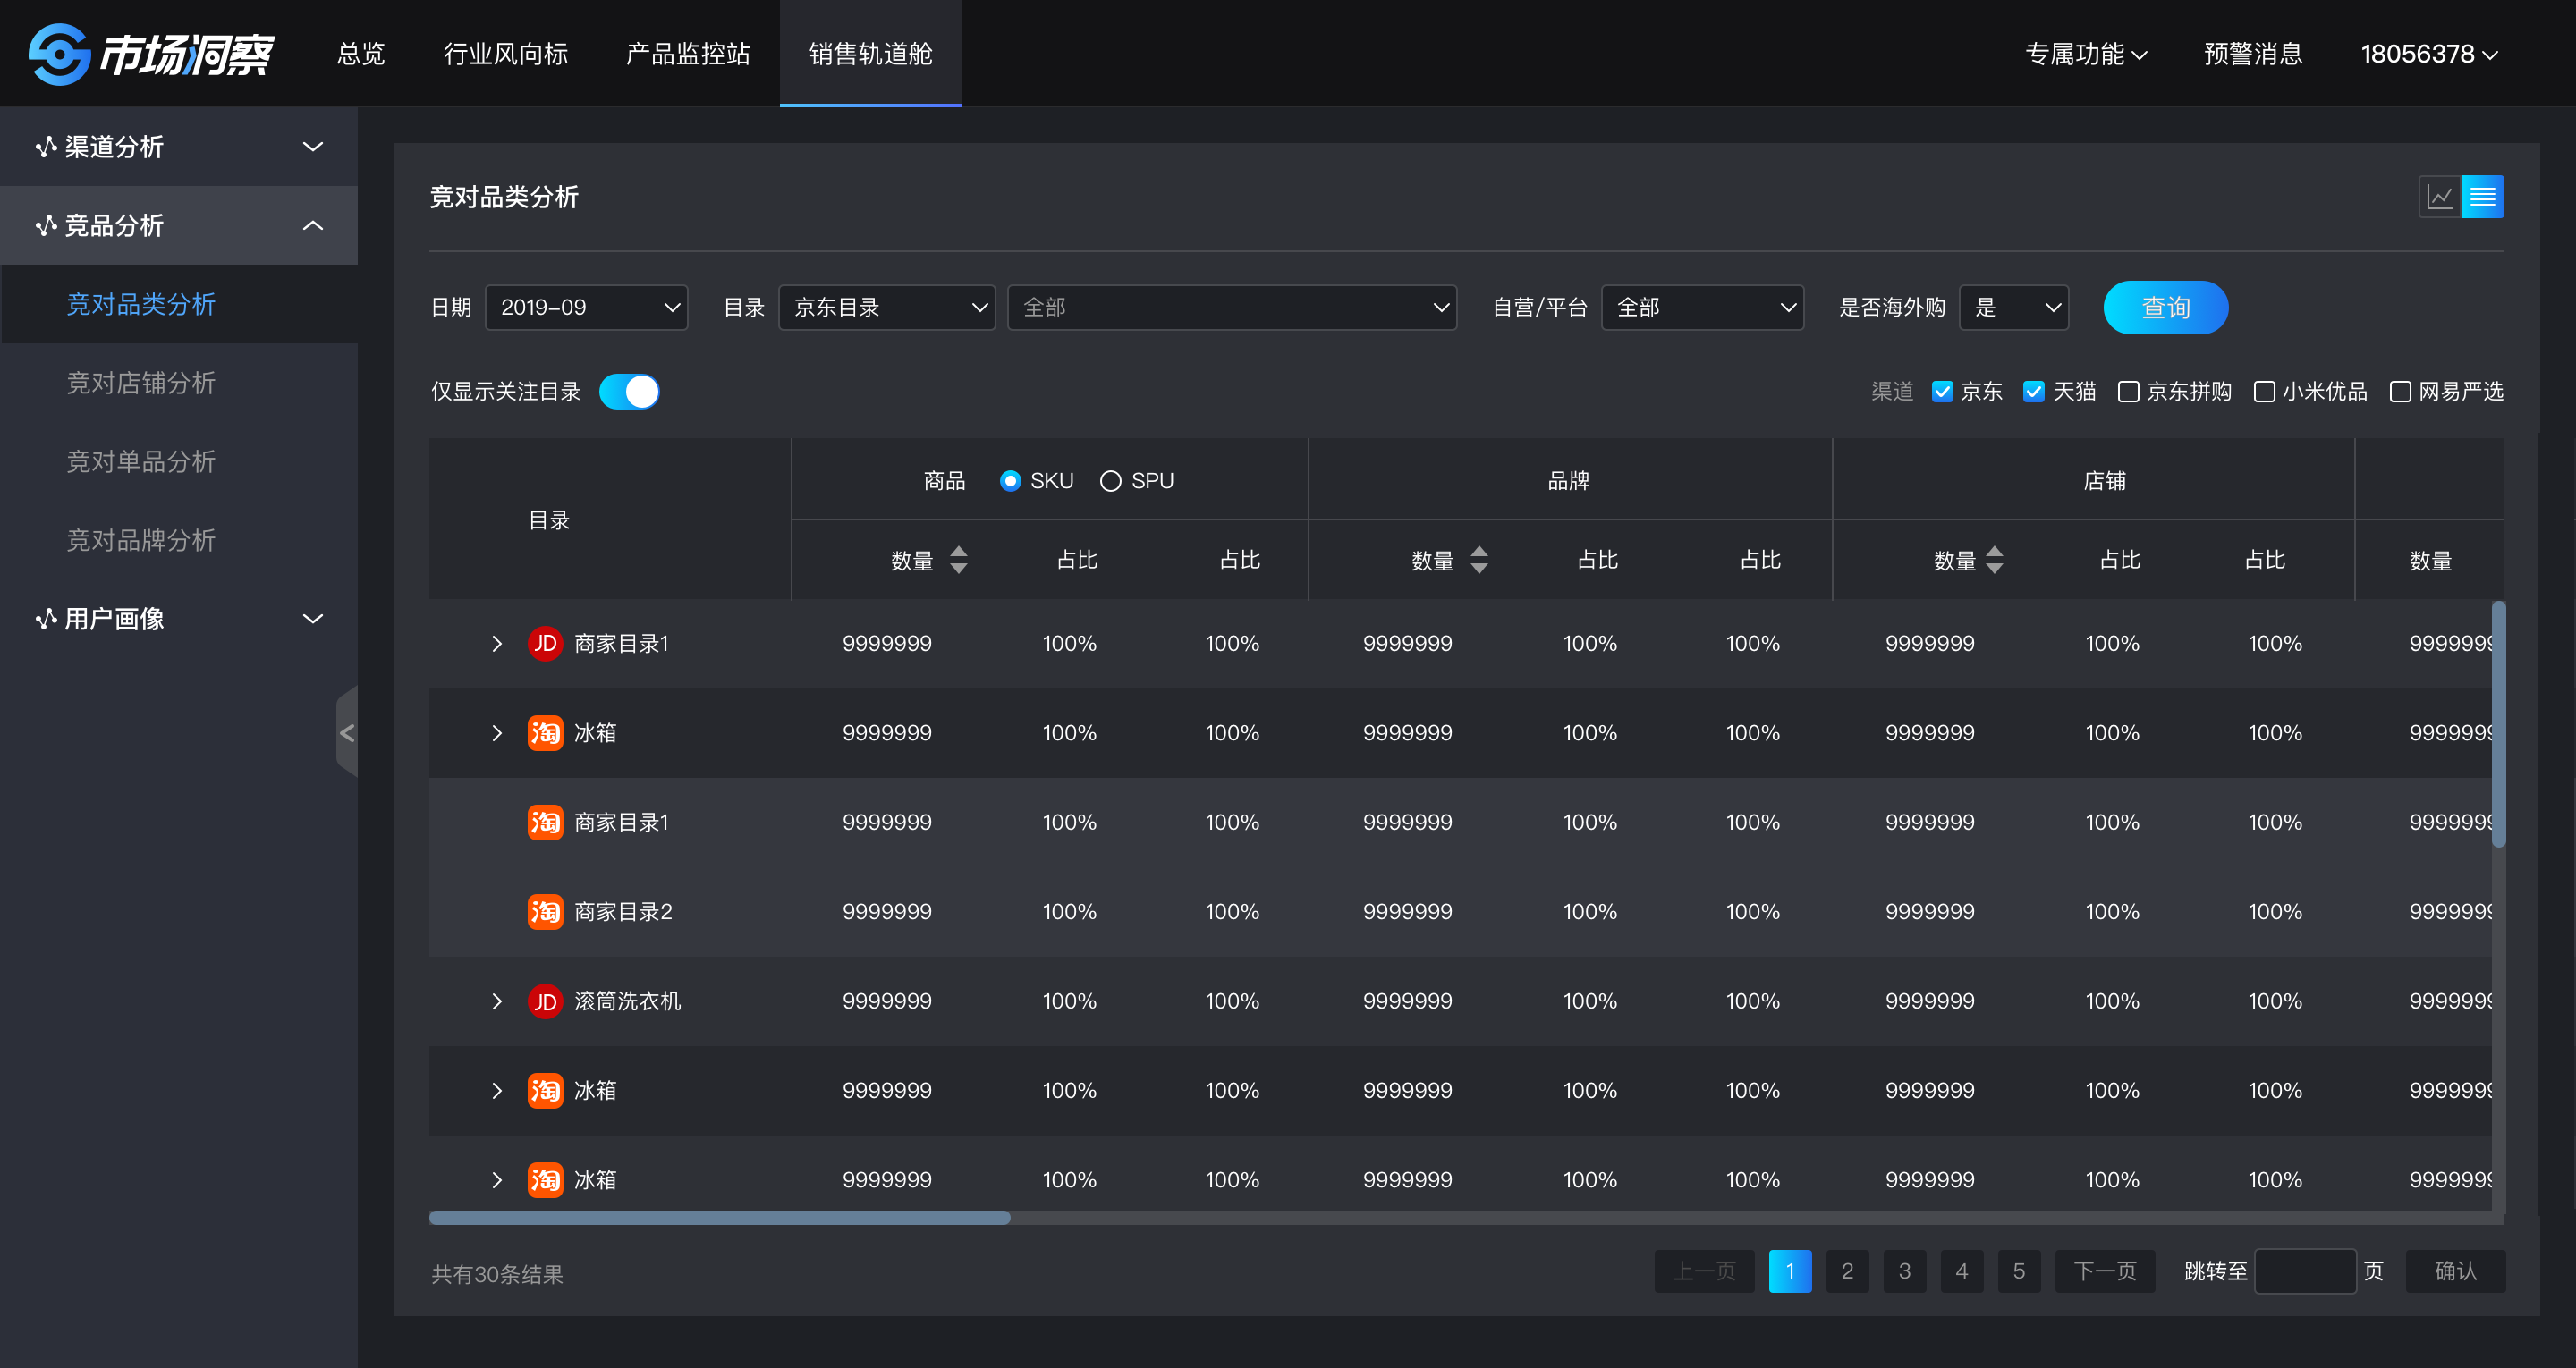 市场洞察 总览 行业风向标 产品监控站 销售轨道舱 专属功能 预警消息 18056378
渠道分析
竞品分析
竞对品类分析
竞对店铺分析
竞对单品分析
竞对品牌分析
用户画像
竞对品类分析
日期 2019-09 目录 京东目录 全部 自营/平台 全部 是否海外购 是 查询
仅显示关注目录 渠道 京东 天猫 京东拼购 小米优品 网易严选
目录 商品 SKU SPU 品牌 店铺
数量 占比 占比 数量 占比 占比 数量 占比 占比 数量
JD 商家目录1 9999999 100% 100% 9999999 100% 100% 9999999 100% 100% 9999999
淘 冰箱 9999999 100% 100% 9999999 100% 100% 9999999 100% 100% 9999999
淘 商家目录1 9999999 100% 100% 9999999 100% 100% 9999999 100% 100% 9999999
淘 商家目录2 9999999 100% 100% 9999999 100% 100% 9999999 100% 100% 9999999
JD 滚筒洗衣机 9999999 100% 100% 9999999 100% 100% 9999999 100% 100% 9999999
淘 冰箱 9999999 100% 100% 9999999 100% 100% 9999999 100% 100% 9999999
淘 冰箱 9999999 100% 100% 9999999 100% 100% 9999999 100% 100% 9999999
共有30条结果 上一页 1 2 3 4 5 下一页 跳转至 页 确认